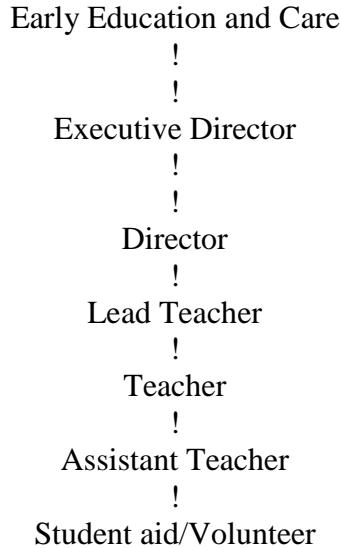 Early Education and Care
!
!
Executive Director
!
!
Director
!
Lead Teacher
!
Teacher
!
Assistant Teacher
!
Student aid/Volunteer